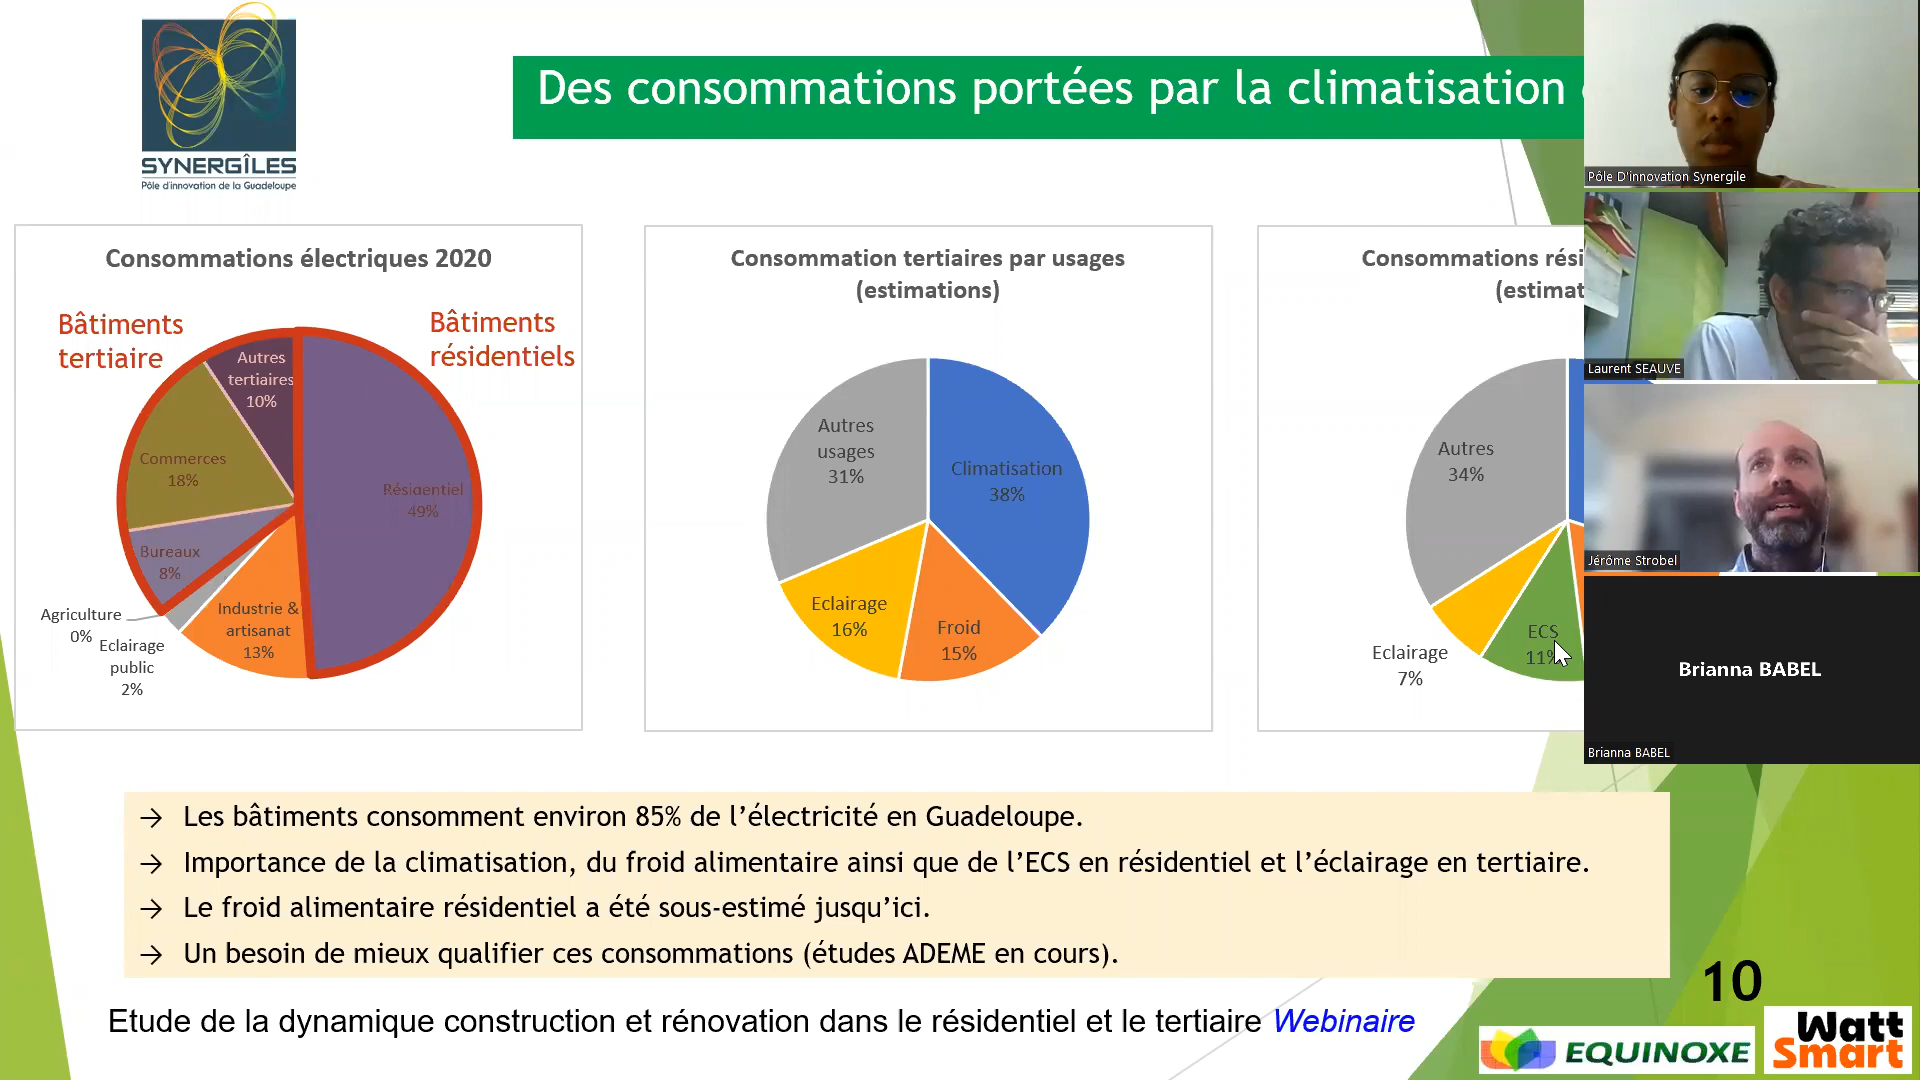 SYNERGÎLES
Pôle d'innovation de la Guadeloupe
Des consommations portées par la climatisation
Consommations électriques 2020
Bâtiments
tertiaire
Bâtiments
résidentiels
Autres
tertiaires
10%
Commerces
18%
Résidentiel
49%
Bureaux
8%
Agriculture
0%
Eclairage
public
2%
Industrie &
artisanat
13%
Consommation tertiaires par usages
(estimations)
Autres
usages
31%
Climatisation
38%
Eclairage
16%
Froid
15%
Consommations rési
(estimat
Autres
34%
ECS
11%
Eclairage
7%
Pôle D'innovation Synergile
Laurent SEAUVE
Jérôme Strobel
Brianna BABEL
Brianna BABEL
→ Les bâtiments consomment environ 85% de l’électricité en Guadeloupe.
→ Importance de la climatisation, du froid alimentaire ainsi que de l’ECS en résidentiel et l’éclairage en tertiaire.
→ Le froid alimentaire résidentiel a été sous-estimé jusqu’ici.
→ Un besoin de mieux qualifier ces consommations (études ADEME en cours).
10
Etude de la dynamique construction et rénovation dans le résidentiel et le tertiaire Webinaire
EQUINOXE
Watt
Smart